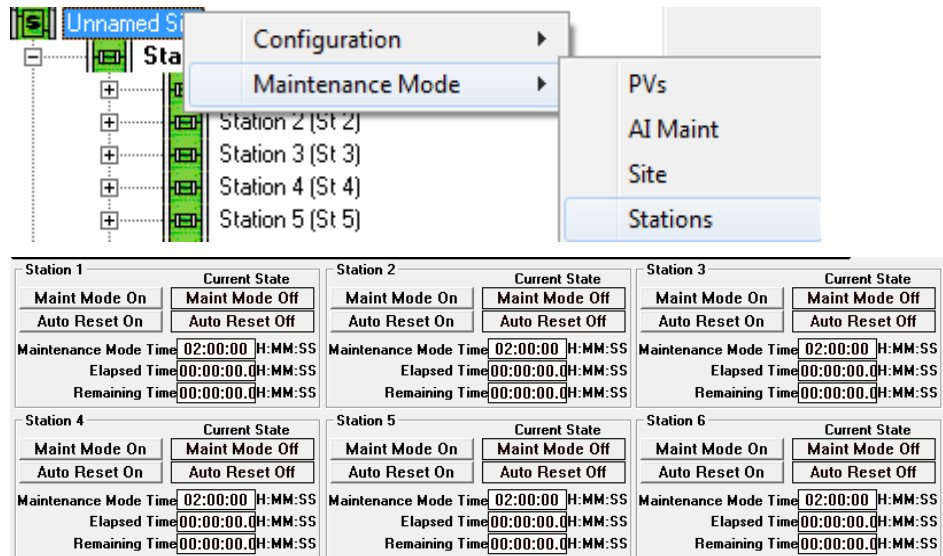 Unnamed Si
Configuration
Sta
Maintenance Mode
PVs
Station 2 (St 2)
AI Maint
Station 3 (St 3)
Site
Station 4 (St 4)
Station 5 (St 5)
Stations
Station 1 Station 2 Station 3
Current State Current State Current State
Maint Mode On Maint Mode Off Maint Mode On Maint Mode Off Maint Mode On Maint Mode Off
Auto Reset On Auto Reset Off Auto Reset On Auto Reset Off Auto Reset On Auto Reset Off
Maintenance Mode Time 02:00:00 H:MM:SS Maintenance Mode Time 02:00:00 H:MM:SS Maintenance Mode Time 02:00:00 H:MM:SS
Elapsed Time 00:00:00.0 H:MM:SS Elapsed Time 00:00:00.0 H:MM:SS Elapsed Time 00:00:00.0 H:MM:SS
Remaining Time 00:00:00.0 H:MM:SS Remaining Time 00:00:00.0 H:MM:SS Remaining Time 00:00:00.0 H:MM:SS
Station 4 Station 5 Station 6
Current State Current State Current State
Maint Mode On Maint Mode Off Maint Mode On Maint Mode Off Maint Mode On Maint Mode Off
Auto Reset On Auto Reset Off Auto Reset On Auto Reset Off Auto Reset On Auto Reset Off
Maintenance Mode Time 02:00:00 H:MM:SS Maintenance Mode Time 02:00:00 H:MM:SS Maintenance Mode Time 02:00:00 H:MM:SS
Elapsed Time 00:00:00.0 H:MM:SS Elapsed Time 00:00:00.0 H:MM:SS Elapsed Time 00:00:00.0 H:MM:SS
Remaining Time 00:00:00.0 H:MM:SS Remaining Time 00:00:00.0 H:MM:SS Remaining Time 00:00:00.0 H:MM:SS